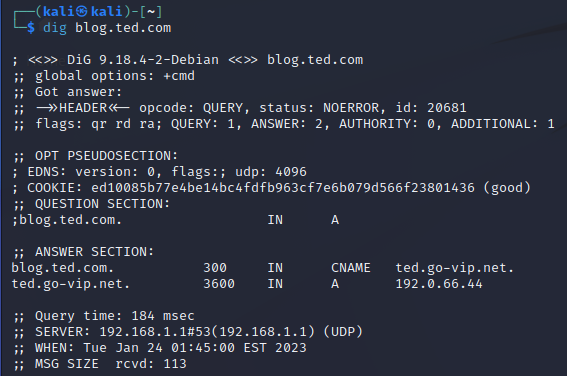 ┌──(kali㉿kali)-[~]
└─$ dig blog.ted.com

; <<>> DiG 9.18.4-2-Debian <<>> blog.ted.com
;; global options: +cmd
;; Got answer:
;; ->>HEADER<<- opcode: QUERY, status: NOERROR, id: 20681
;; flags: qr rd ra; QUERY: 1, ANSWER: 2, AUTHORITY: 0, ADDITIONAL: 1

;; OPT PSEUDOSECTION:
; EDNS: version: 0, flags:; udp: 4096
; COOKIE: ed10085b77e4be14bc4fdfb963cf7e6b079d566f23801436 (good)
;; QUESTION SECTION:
;blog.ted.com. IN A

;; ANSWER SECTION:
blog.ted.com. 300 IN CNAME ted.go-vip.net.
ted.go-vip.net. 3600 IN A 192.0.66.44

;; Query time: 184 msec
;; SERVER: 192.168.1.1#53(192.168.1.1) (UDP)
;; WHEN: Tue Jan 24 01:45:00 EST 2023
;; MSG SIZE rcvd: 113